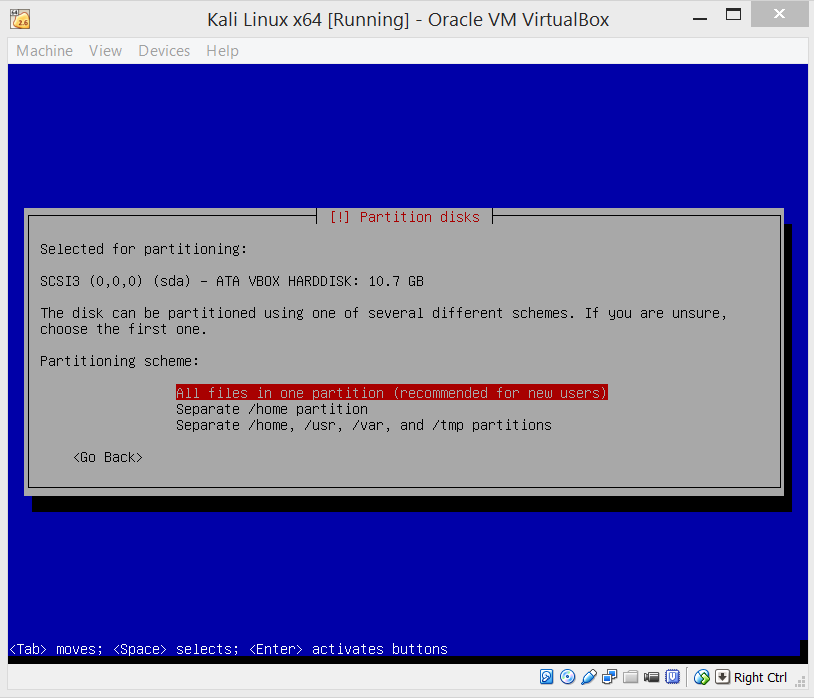 Kali Linux x64 [Running] - Oracle VM VirtualBox
Machine View Devices Help
[!] Partition disks
Selected for partitioning:
SCSI3 (0,0,0) (sda) - ATA VBOX HARDDISK: 10.7 GB
The disk can be partitioned using one of several different schemes. If you are unsure,
choose the first one.
Partitioning scheme:
All files in one partition (recommended for new users)
Separate /home partition
Separate /home, /usr, /var, and /tmp partitions
<Go Back>
<Tab> moves; <Space> selects; <Enter> activates buttons
Right Ctrl